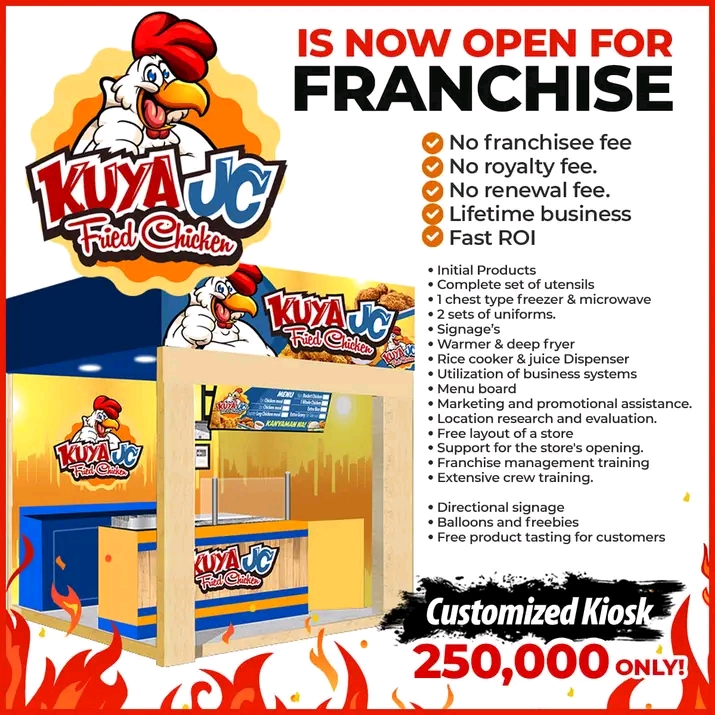 IS NOW OPEN FOR
FRANCHISE
KUYA JC
Fried Chicken
No franchisee fee
No royalty fee.
No renewal fee.
Lifetime business
Fast ROI
• Initial Products
• Complete set of utensils
• 1 chest type freezer & microwave
• 2 sets of uniforms.
• Signage's
• Warmer & deep fryer
• Rice cooker & juice Dispenser
• Utilization of business systems
• Menu board
• Marketing and promotional assistance.
• Location research and evaluation.
• Free layout of a store
• Support for the store's opening.
• Franchise management training
• Extensive crew training.
• Directional signage
• Balloons and freebies
• Free product tasting for customers
KUYA JC
Fried Chicken
KUYA JC
MENU
KUYA JC
KANYAMAN NA!
KUYA JC
Fried Chicken
KUYA JC
Fried Chicken
Customized Kiosk
250,000 ONLY!